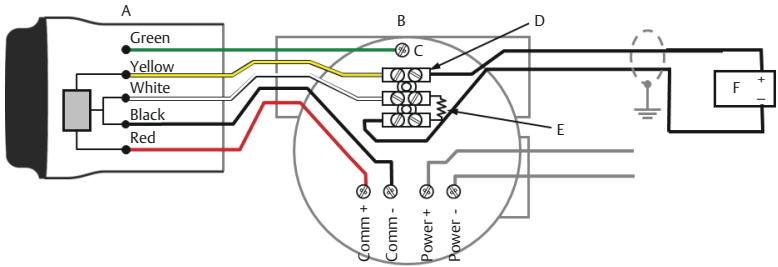 A
B
D
Green
C
Yellow
White
F
+
–
Black
E
Red
Comm +
Comm -
Power +
Power -